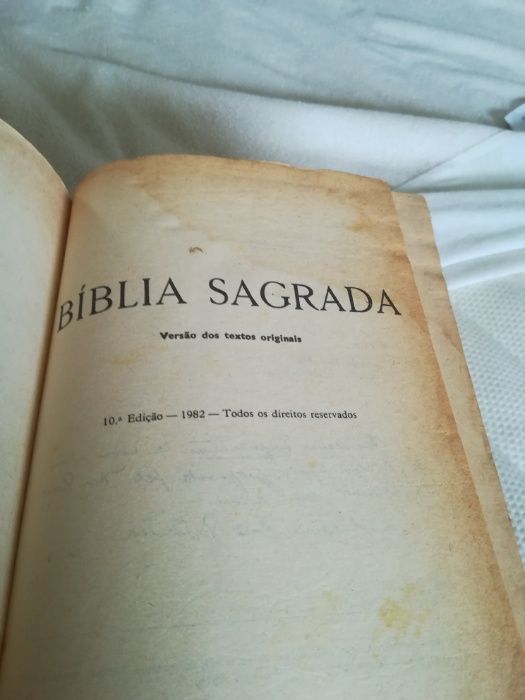 BÍBLIA SAGRADA
Versão dos textos originais
10.ª Edição — 1982 — Todos os direitos reservados